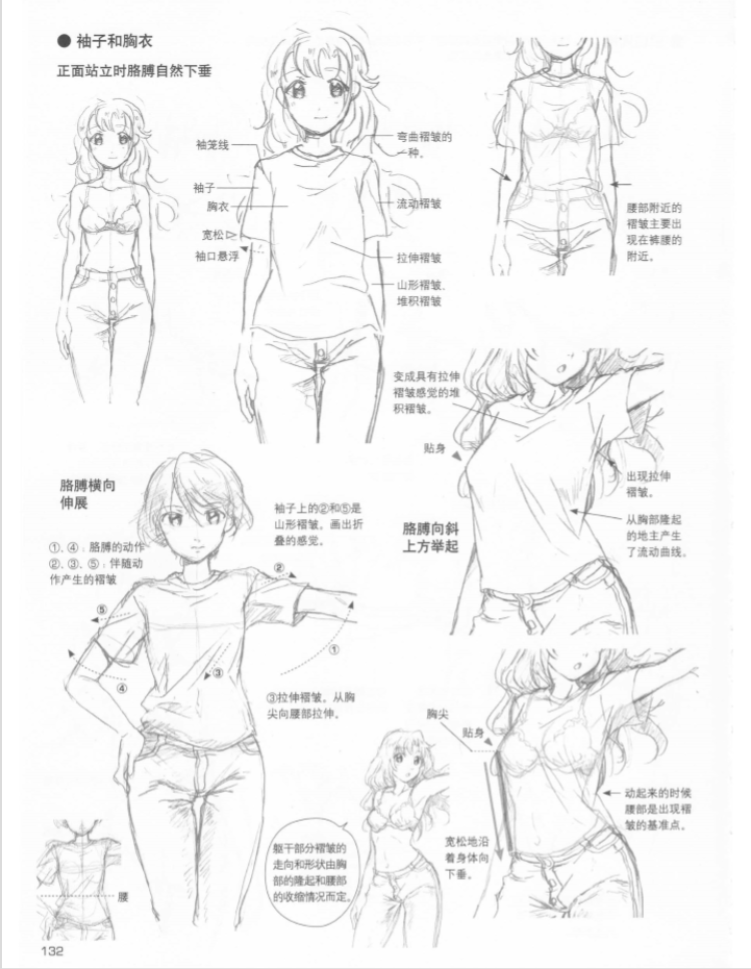 ● 袖子和胸衣
正面站立时胳膊自然下垂
袖笼线
袖子
胸衣
宽松
袖口悬浮
弯曲褶皱的
一种。
流动褶皱
拉伸褶皱
山形褶皱、
堆积褶皱
腰部附近的
褶皱主要出
现在裤腰的
附近。
变成具有拉伸
褶皱感觉的堆
积褶皱。
贴身
出现拉伸
褶皱。
从胸部隆起
的地主产生
了流动曲线。
胳膊向斜
上方举起
胳膊横向
伸展
①、④：胳膊的动作
②、③、⑤：伴随动
作产生的褶皱
袖子上的②和⑤是
山形褶皱，画出折
叠的感觉。
②
⑤
①
③
④
③拉伸褶皱。从胸
尖向腰部拉伸。
胸尖
贴身
动起来的时候
腰部是出现褶
皱的基准点。
宽松地沿
着身体向
下垂。
躯干部分褶皱的
走向和形状由胸
部的隆起和腰部
的收缩情况而定。
腰
132